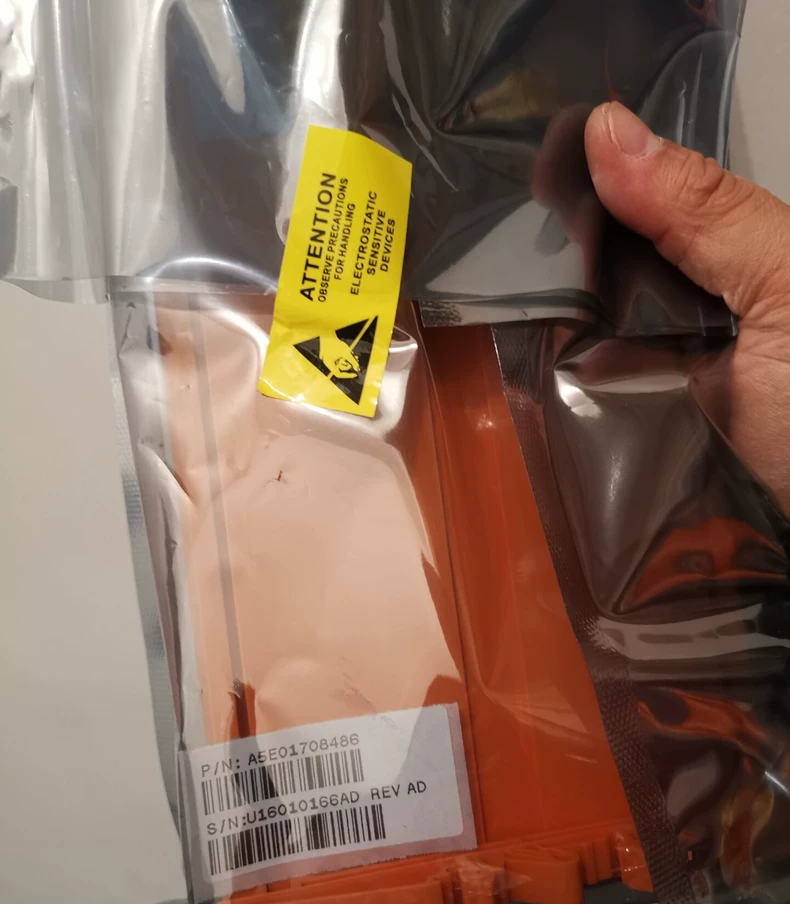 ATTENTION
OBSERVE PRECAUTIONS
FOR HANDLING
ELECTROSTATIC
SENSITIVE
DEVICES
P/N: A5E01708486
S/N:U16010166AD REV AD